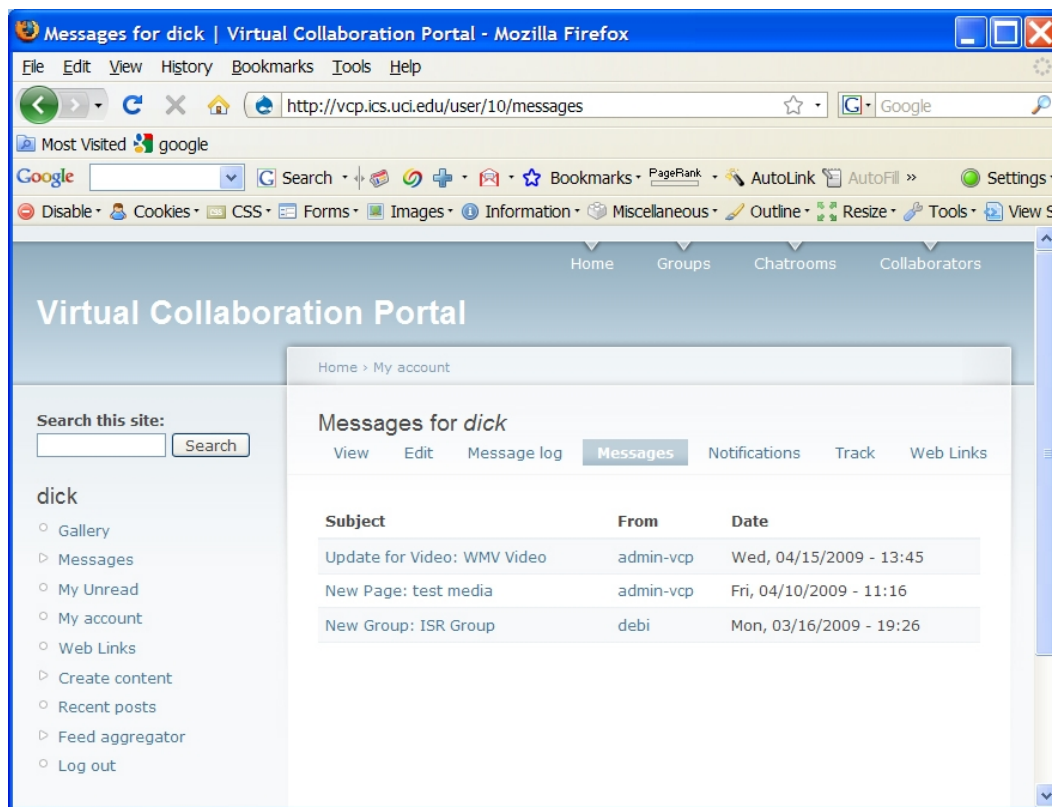 Messages for dick | Virtual Collaboration Portal - Mozilla Firefox
File Edit View History Bookmarks Tools Help
http://vcp.ics.uci.edu/user/10/messages G Google
Most Visited google
Google G Search Bookmarks PageRank AutoLink AutoFill » Settings
Disable Cookies CSS Forms Images Information Miscellaneous Outline Resize Tools View S
Home Groups Chatrooms Collaborators
Virtual Collaboration Portal
Home › My account
Search this site:
Search
Messages for dick
View Edit Message log Messages Notifications Track Web Links
dick
Gallery
Messages
My Unread
My account
Web Links
Create content
Recent posts
Feed aggregator
Log out
Subject From Date
Update for Video: WMV Video admin-vcp Wed, 04/15/2009 - 13:45
New Page: test media admin-vcp Fri, 04/10/2009 - 11:16
New Group: ISR Group debi Mon, 03/16/2009 - 19:26